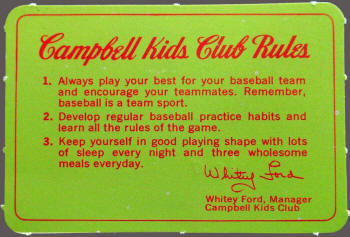 Campbell Kids Club Rules
1. Always play your best for your baseball team
and encourage your teammates. Remember,
baseball is a team sport.
2. Develop regular baseball practice habits and
learn all the rules of the game.
3. Keep yourself in good playing shape with lots
of sleep every night and three wholesome
meals everyday.
Whitey Ford
Whitey Ford, Manager
Campbell Kids Club